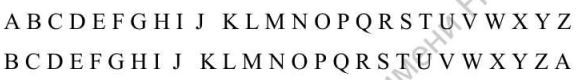 A B C D E F G H I J K L M N O P Q R S T U V W X Y Z
B C D E F G H I J K L M N O P Q R S T U V W X Y Z A